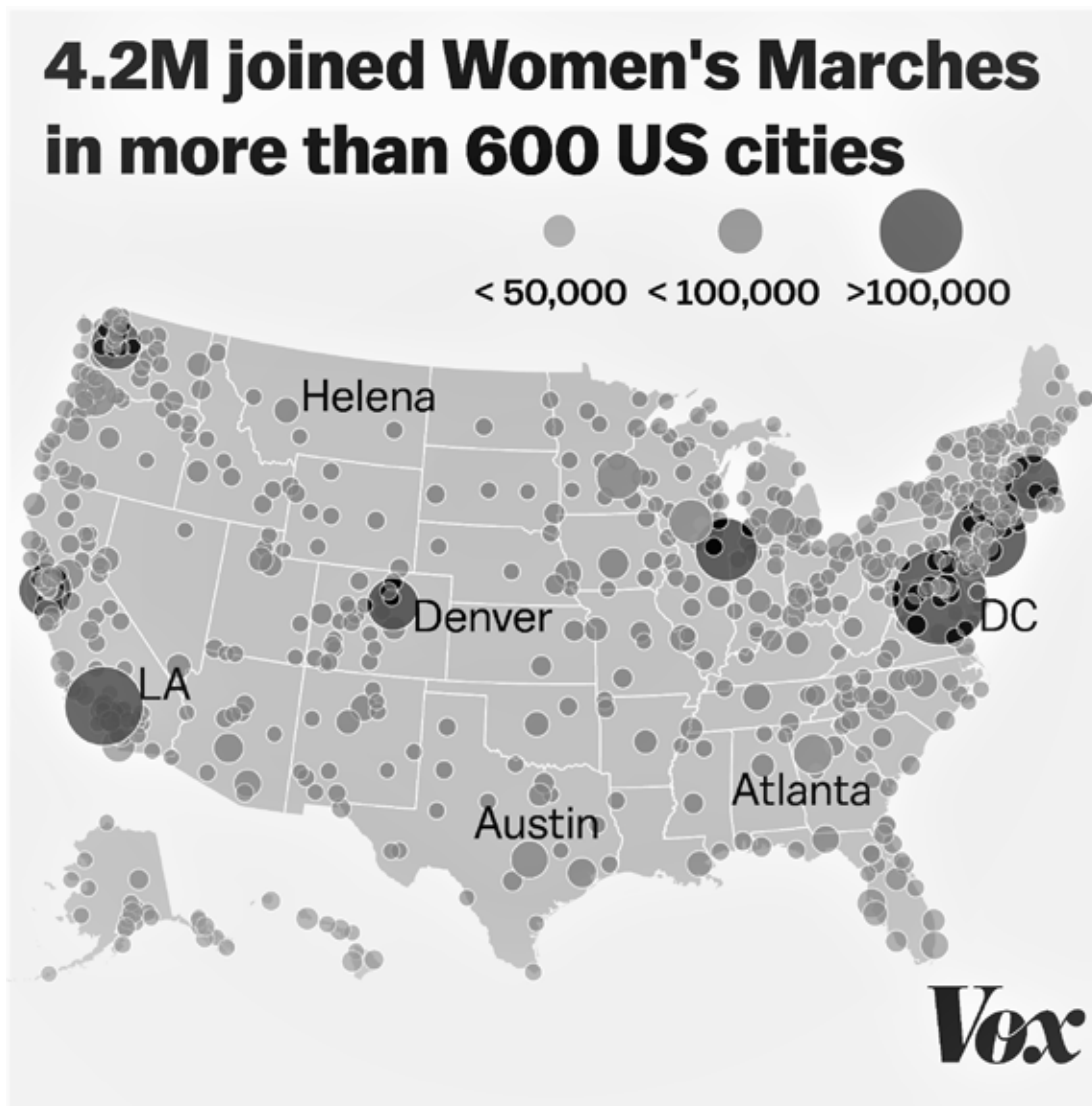 4.2M joined Women's Marches
in more than 600 US cities
< 50,000 < 100,000 >100,000
Helena
Denver
DC
LA
Atlanta
Austin
Vox